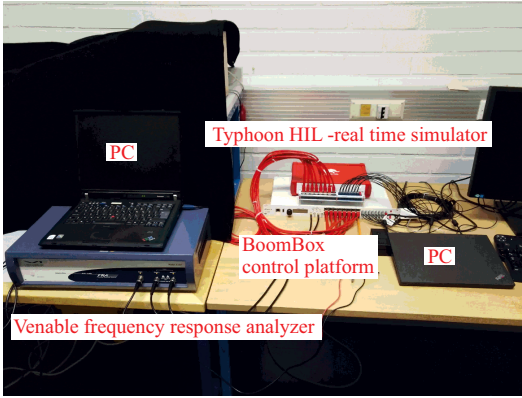 Typhoon HIL -real time simulator
PC
BoomBox
control platform
PC
Venable frequency response analyzer